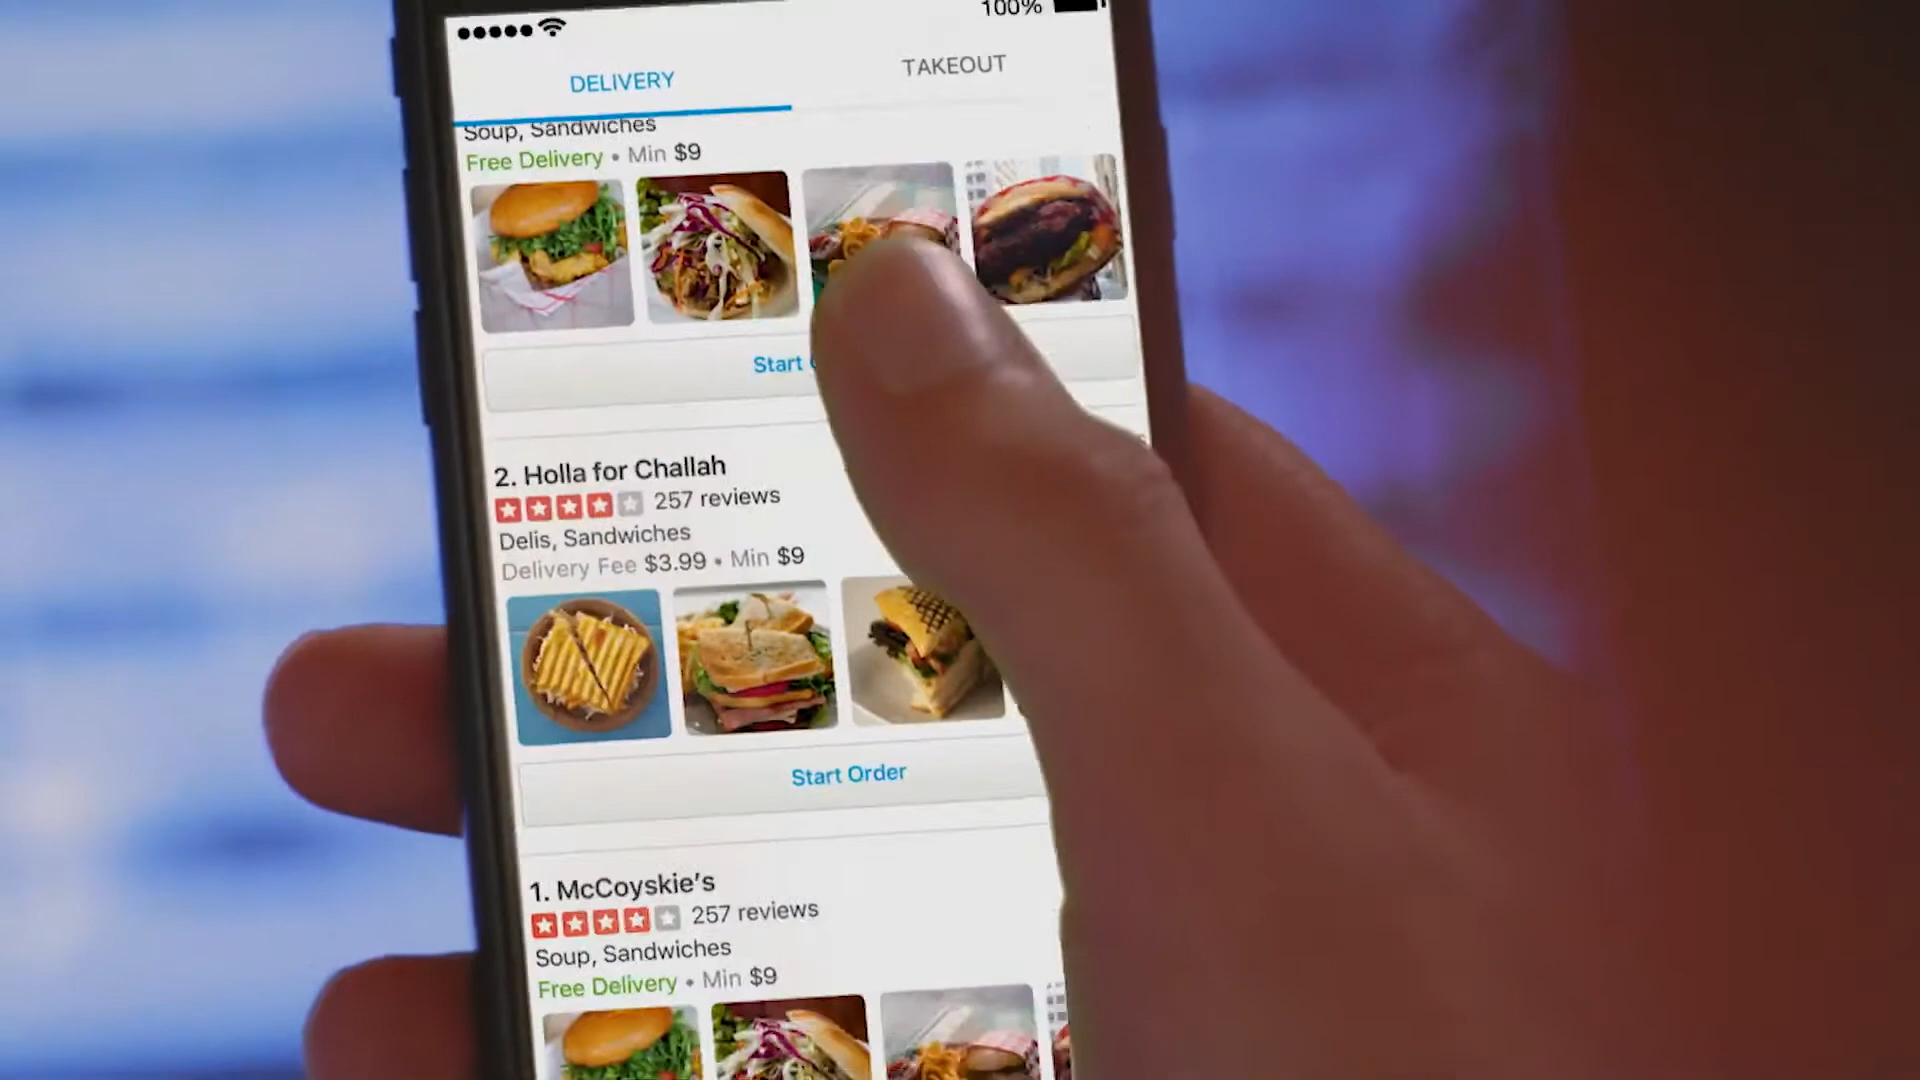 100%
DELIVERY
TAKEOUT
Soup, Sandwiches
Free Delivery • Min $9
Start
2. Holla for Challah
257 reviews
Delis, Sandwiches
Delivery Fee $3.99 • Min $9
Start Order
1. McCoyskie's
257 reviews
Soup, Sandwiches
Free Delivery • Min $9